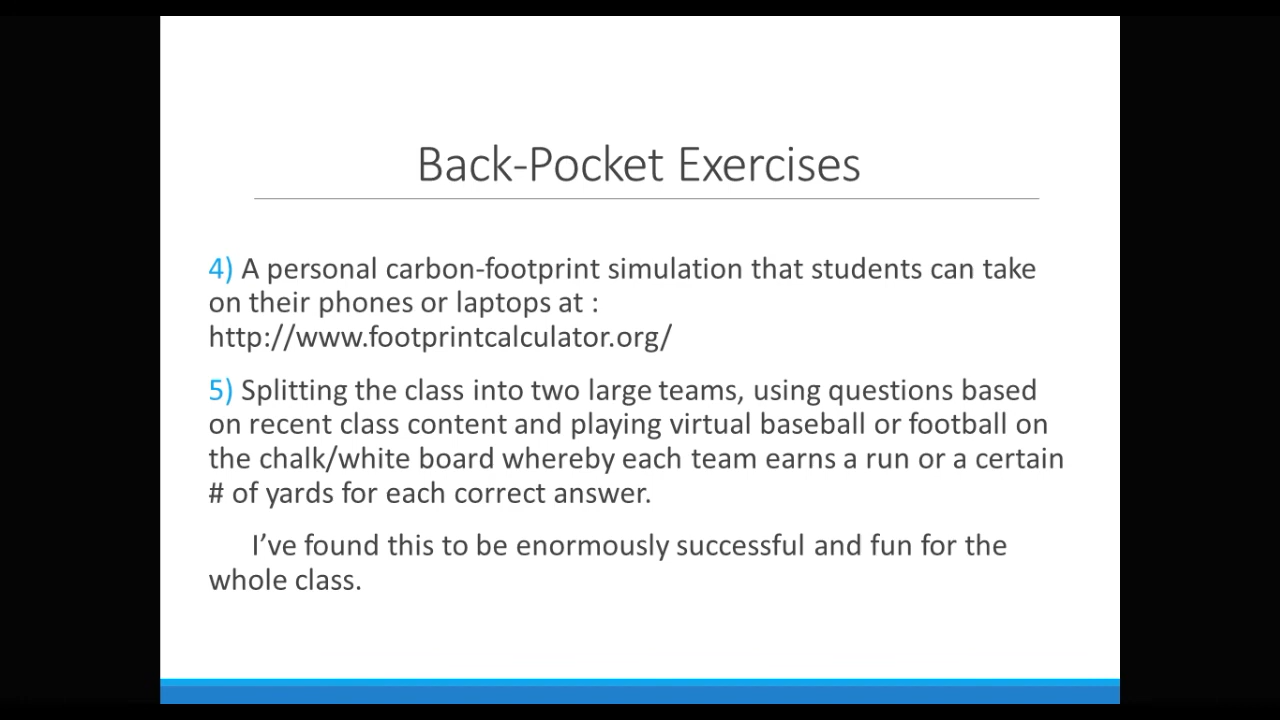 Back-Pocket Exercises
4) A personal carbon-footprint simulation that students can take
on their phones or laptops at :
http://www.footprintcalculator.org/
5) Splitting the class into two large teams, using questions based
on recent class content and playing virtual baseball or football on
the chalk/white board whereby each team earns a run or a certain
# of yards for each correct answer.
I’ve found this to be enormously successful and fun for the
whole class.